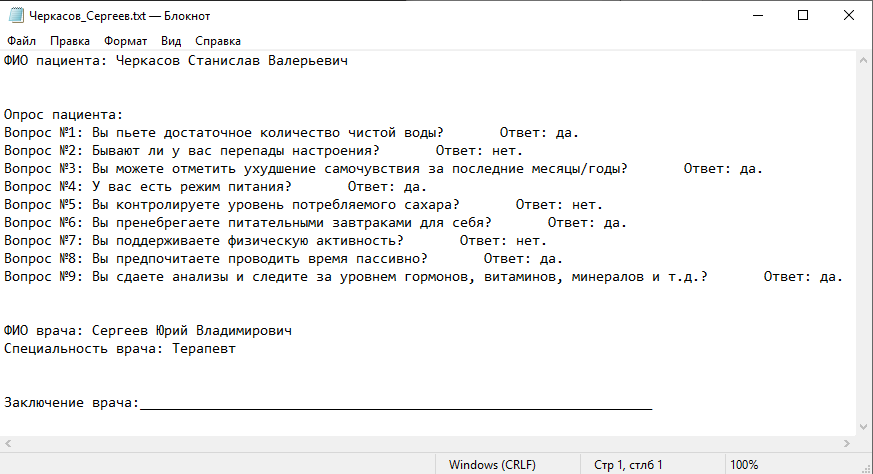 Черкасов_Сергеев.txt — Блокнот
Файл Правка Формат Вид Справка
ФИО пациента: Черкасов Станислав Валерьевич
Опрос пациента:
Вопрос №1: Вы пьете достаточное количество чистой воды? Ответ: да.
Вопрос №2: Бывают ли у вас перепады настроения? Ответ: нет.
Вопрос №3: Вы можете отметить ухудшение самочувствия за последние месяцы/годы? Ответ: да.
Вопрос №4: У вас есть режим питания? Ответ: да.
Вопрос №5: Вы контролируете уровень потребляемого сахара? Ответ: нет.
Вопрос №6: Вы пренебрегаете питательными завтраками для себя? Ответ: да.
Вопрос №7: Вы поддерживаете физическую активность? Ответ: нет.
Вопрос №8: Вы предпочитаете проводить время пассивно? Ответ: да.
Вопрос №9: Вы сдаете анализы и следите за уровнем гормонов, витаминов, минералов и т.д.? Ответ: да.
ФИО врача: Сергеев Юрий Владимирович
Специальность врача: Терапевт
Заключение врача:________________________________________________________________
Windows (CRLF) Стр 1, стлб 1 100%